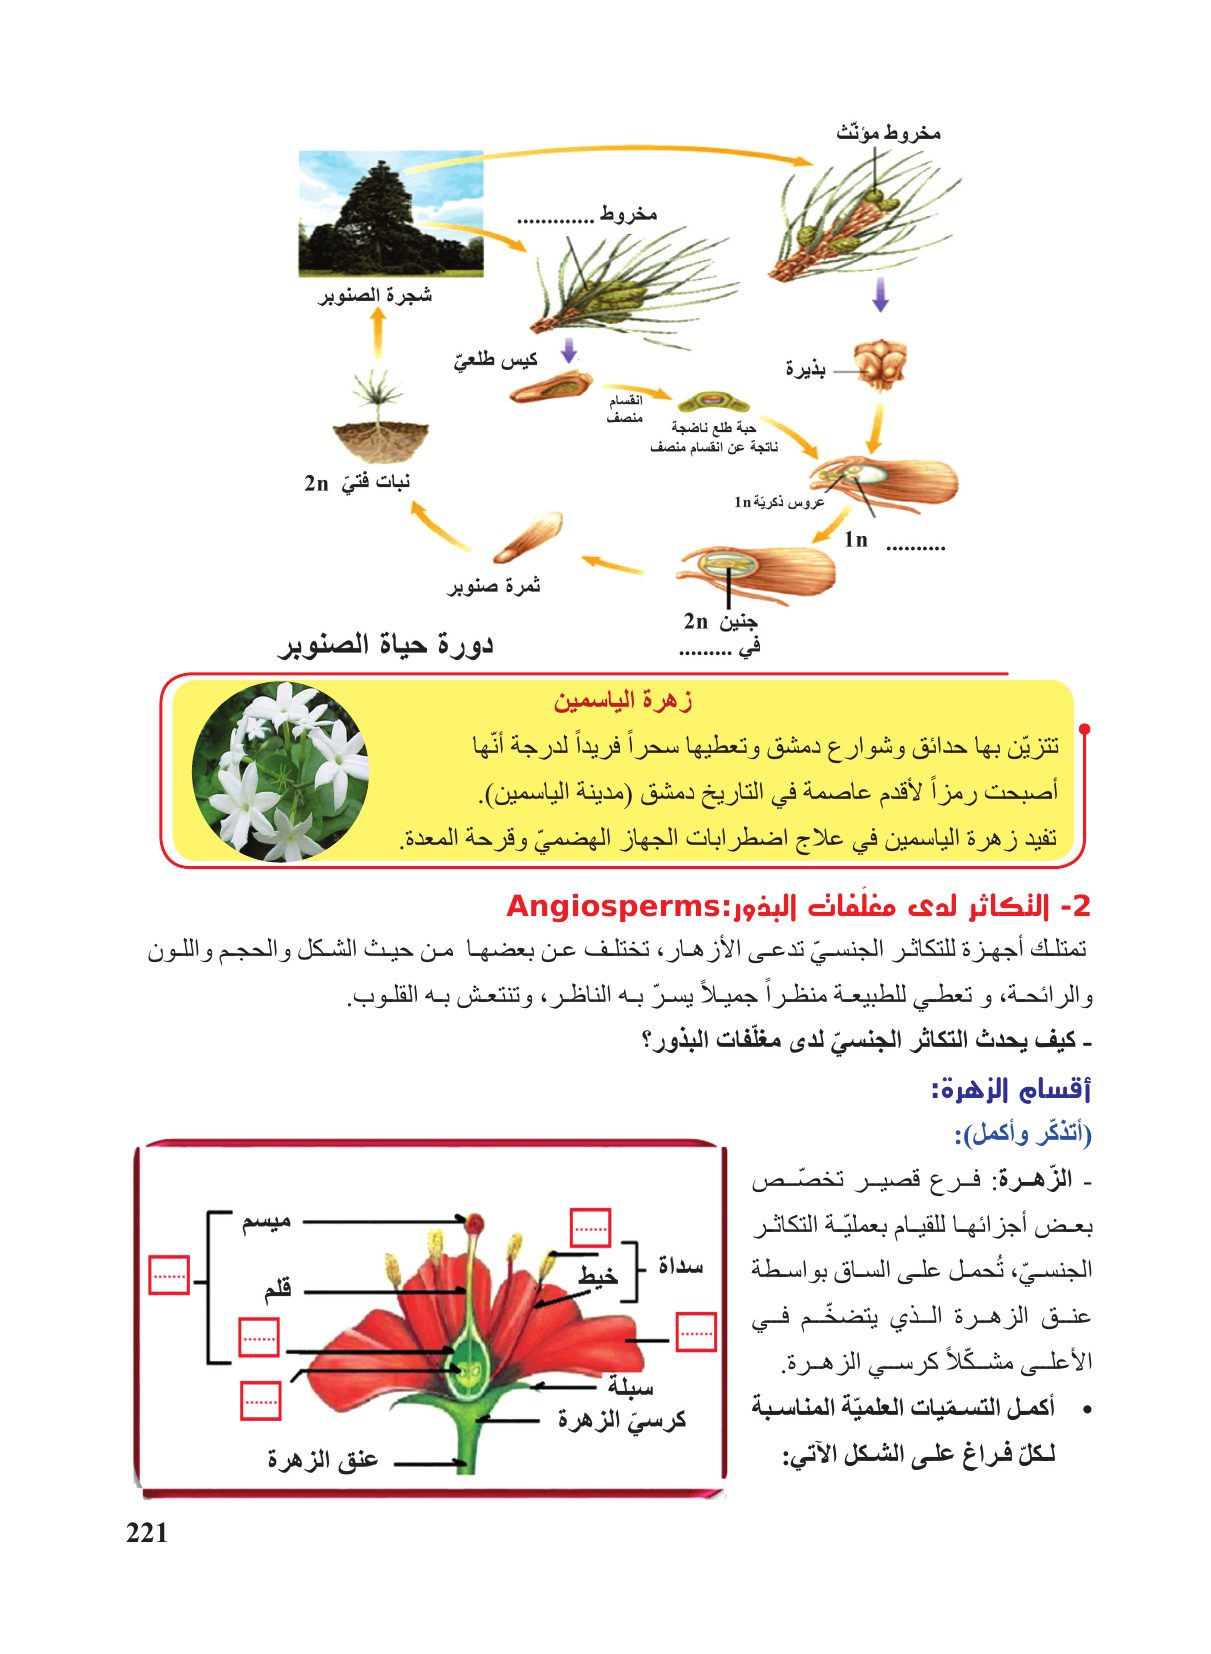 مخروط مؤنّث
مخروط .............
شجرة الصنوبر
كيس طلعيّ
بذيرة
انقسام
منصف
حبة طلع ناضجة
ناتجة عن انقسام منصف
نبات فتيّ 2n
عروس ذكريّة 1n
.......... 1n
ثمرة صنوبر
جنين 2n
في .........
دورة حياة الصنوبر
زهرة الياسمين
تتزيّن بها حدائق وشوارع دمشق وتعطيها سحراً فريداً لدرجة أنّها
أصبحت رمزاً لأقدم عاصمة في التاريخ دمشق (مدينة الياسمين).
تفيد زهرة الياسمين في علاج اضطرابات الجهاز الهضميّ وقرحة المعدة.
2- التكاثر لدى مغلّفات البذور:Angiosperms
تمتلك أجهزة للتكاثر الجنسيّ تدعى الأزهار، تختلف عن بعضها من حيث الشكل والحجم واللون
والرائحة، و تعطي للطبيعة منظراً جميلاً يسرّ به الناظر، وتنتعش به القلوب.
- كيف يحدث التكاثر الجنسيّ لدى مغلّفات البذور؟
أقسام الزهرة:
(أتذكّر وأكمل):
- الزّهرة: فرع قصير تخصّص
بعض أجزائها للقيام بعمليّة التكاثر
الجنسيّ، تُحمل على الساق بواسطة
عنق الزهرة الذي يتضخّم في
الأعلى مشكّلاً كرسي الزهرة.
• أكمل التسمّيات العلميّة المناسبة
لكلّ فراغ على الشكل الآتي:
ميسم
.......
سداة
خيط
.......
قلم
.......
.......
سبلة
.......
كرسيّ الزهرة
عنق الزهرة
221